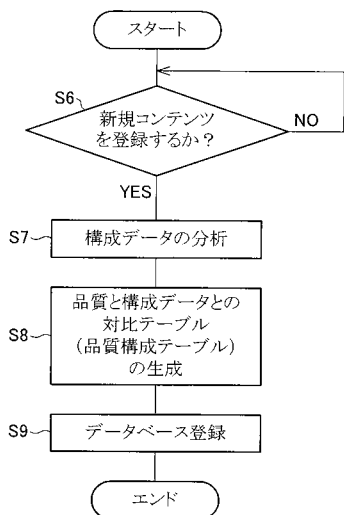 スタート
S6
新規コンテンツ
を登録するか？
NO
YES
S7
構成データの分析
S8
品質と構成データとの
対比テーブル
（品質構成テーブル）
の生成
S9
データベース登録
エンド